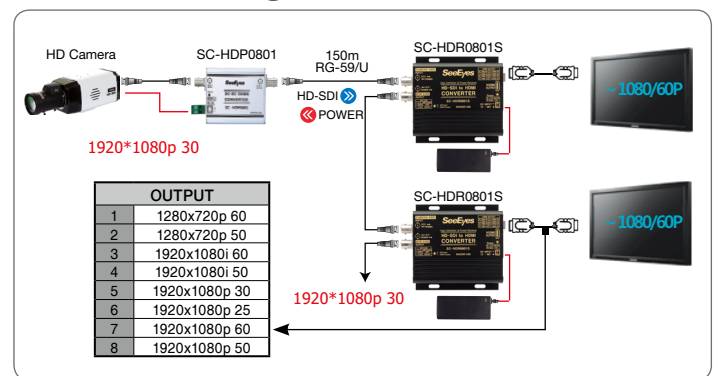 HD Camera
SC-HDP0801
150m
RG-59/U
SC-HDR0801S
SeeEyes
SeeEyes
HD-SDI to HDMI
CONVERTER
SC-HDR0801S
HD-SDI
POWER
~1080/60P
1920*1080p 30
SC-HDR0801S
SeeEyes
HD-SDI to HDMI
CONVERTER
SC-HDR0801S
~1080/60P
1920*1080p 30
OUTPUT
1 1280x720p 60
2 1280x720p 50
3 1920x1080i 60
4 1920x1080i 50
5 1920x1080p 30
6 1920x1080p 25
7 1920x1080p 60
8 1920x1080p 50